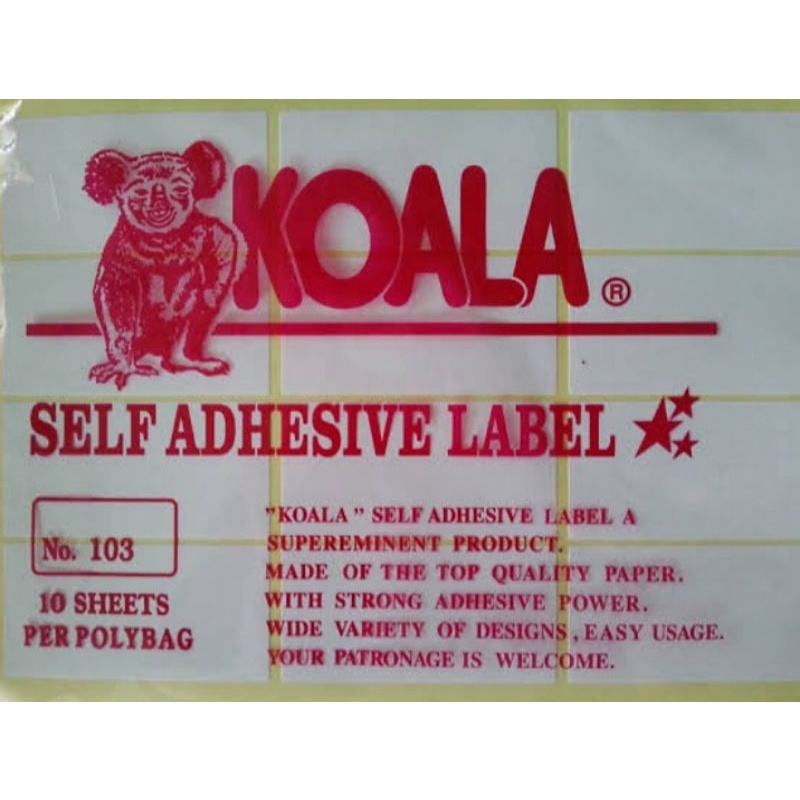 KOALA ®
SELF ADHESIVE LABEL
No. 103
10 SHEETS
PER POLYBAG
"KOALA" SELF ADHESIVE LABEL A
SUPEREMINENT PRODUCT.
MADE OF THE TOP QUALITY PAPER.
WITH STRONG ADHESIVE POWER.
WIDE VARIETY OF DESIGNS, EASY USAGE.
YOUR PATRONAGE IS WELCOME.